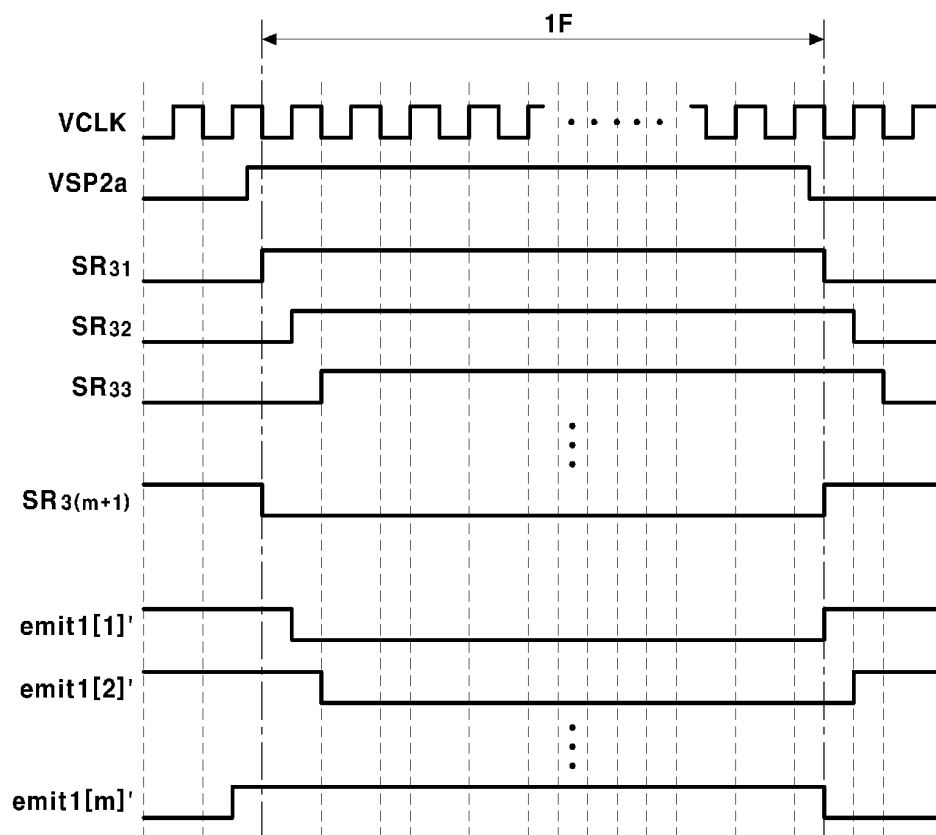 1F
VCLK
VSP2a
SR31
SR32
SR33
SR3(m+1)
emit1[1]'
emit1[2]'
emit1[m]'